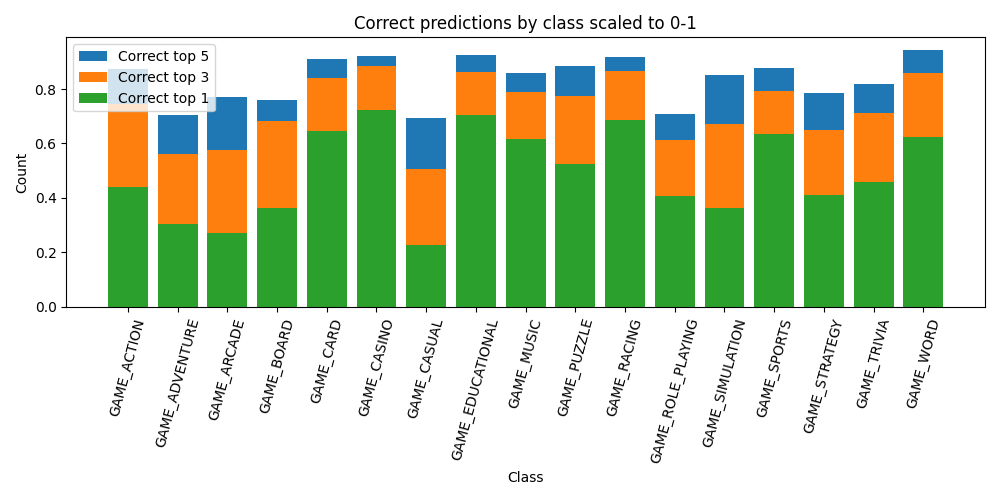 Correct predictions by class scaled to 0-1
Correct top 5
Correct top 3
Correct top 1
Count
0.8
0.6
0.4
0.2
0.0
GAME_ACTION
GAME_ADVENTURE
GAME_ARCADE
GAME_BOARD
GAME_CARD
GAME_CASINO
GAME_CASUAL
GAME_EDUCATIONAL
GAME_MUSIC
GAME_PUZZLE
GAME_RACING
GAME_ROLE_PLAYING
GAME_SIMULATION
GAME_SPORTS
GAME_STRATEGY
GAME_TRIVIA
GAME_WORD
Class